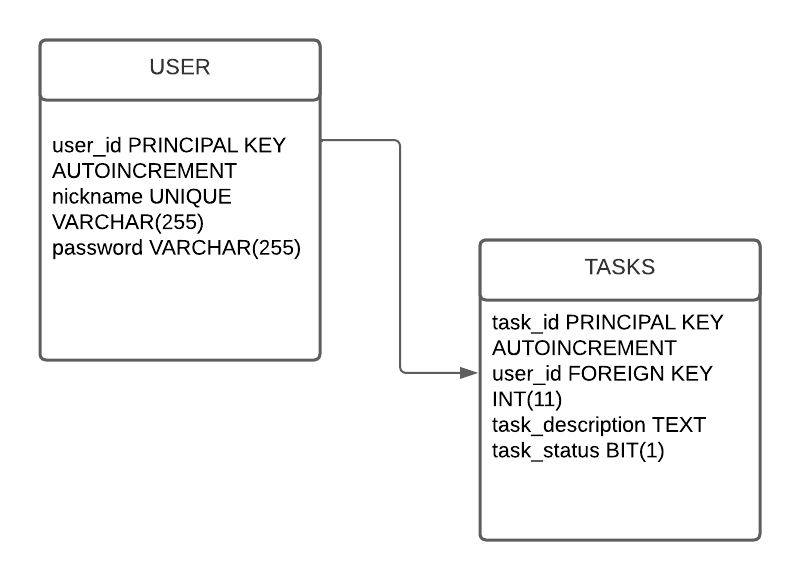 USER
user_id PRINCIPAL KEY
AUTOINCREMENT
nickname UNIQUE
VARCHAR(255)
password VARCHAR(255)
TASKS
task_id PRINCIPAL KEY
AUTOINCREMENT
user_id FOREIGN KEY
INT(11)
task_description TEXT
task_status BIT(1)